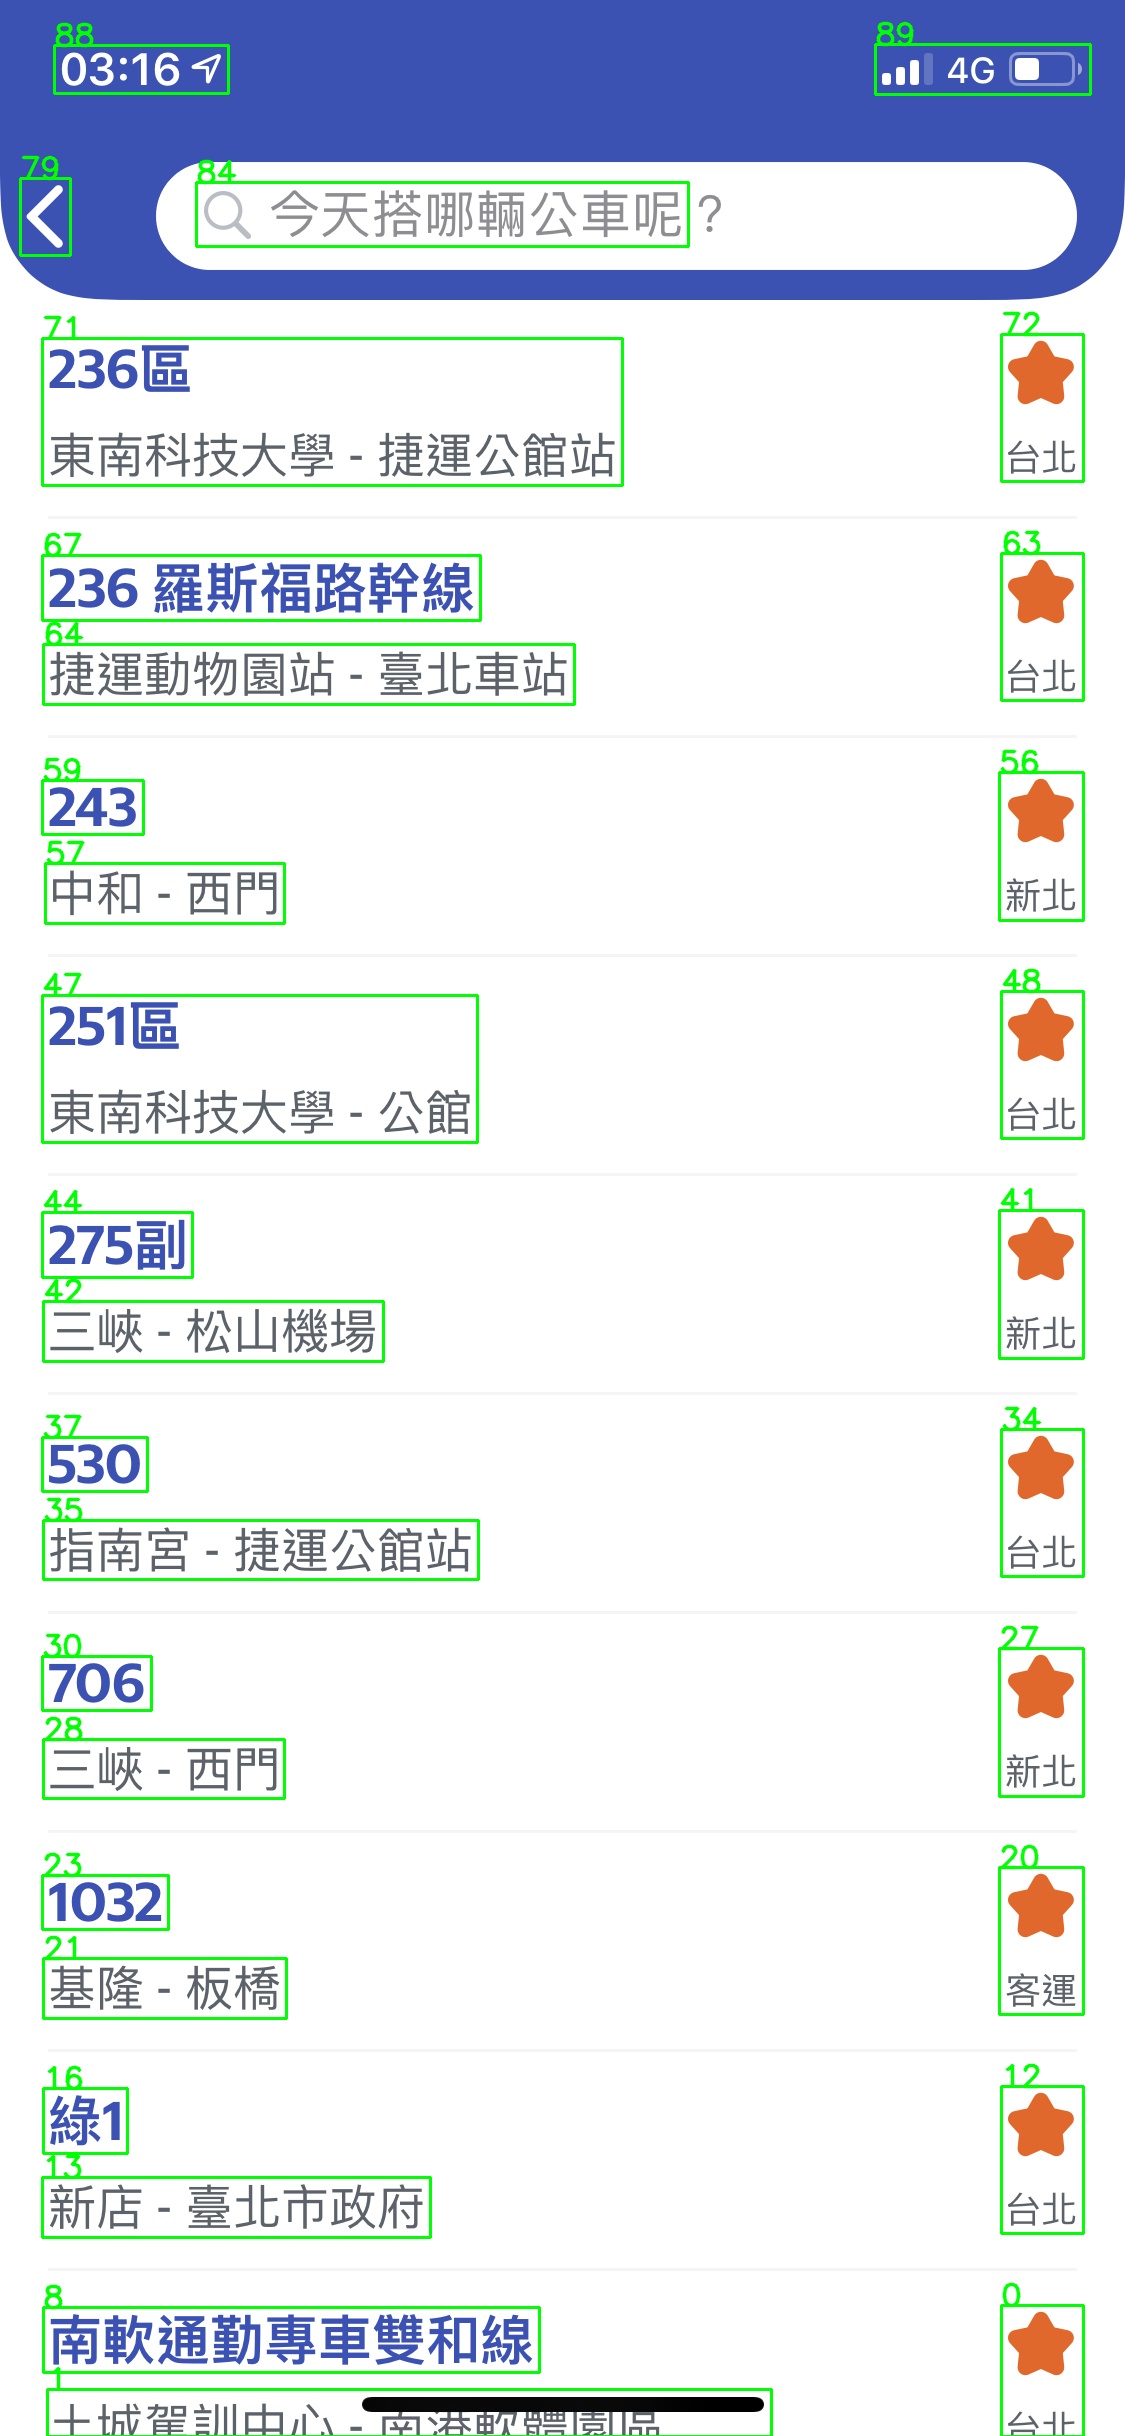 03:16
4G
今天搭哪輛公車呢？
236區
東南科技大學 - 捷運公館站
台北
236 羅斯福路幹線
捷運動物園站 - 臺北車站
台北
243
中和 - 西門
新北
251區
東南科技大學 - 公館
台北
275副
三峽 - 松山機場
新北
530
指南宮 - 捷運公館站
台北
706
三峽 - 西門
新北
1032
基隆 - 板橋
客運
綠1
新店 - 臺北市政府
台北
南軟通勤專車雙和線
土城駕訓中心 - 南港軟體園區
台北
88
89
79
84
71
72
67
63
64
59
56
57
47
48
44
41
42
37
34
35
30
27
28
23
20
21
16
12
13
8
0
1